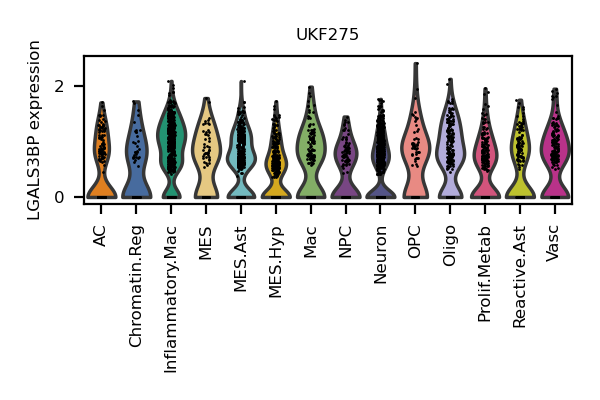 UKF275
LGALS3BP expression
2
0
AC
Chromatin.Reg
Inflammatory.Mac
MES
MES.Ast
MES.Hyp
Mac
NPC
Neuron
OPC
Oligo
Prolif.Metab
Reactive.Ast
Vasc